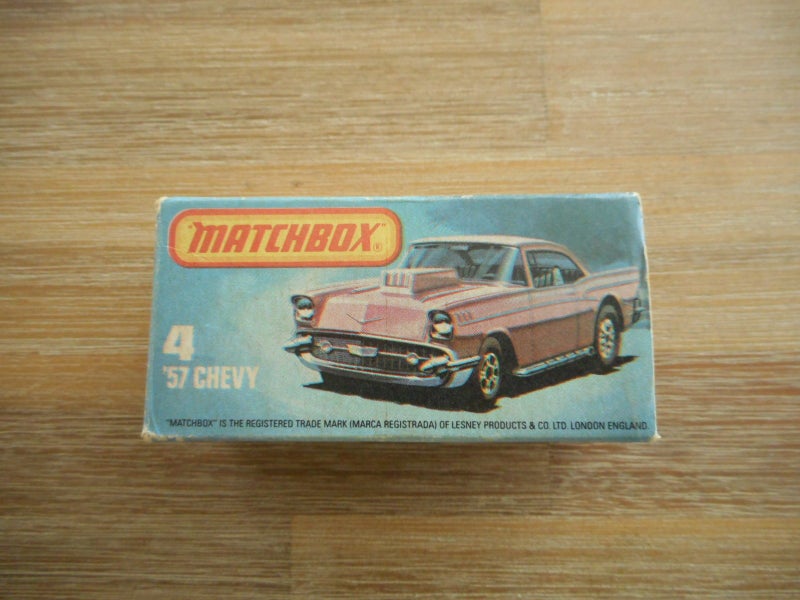 "MATCHBOX"®
4
'57 CHEVY
"MATCHBOX" IS THE REGISTERED TRADE MARK (MARCA REGISTRADA) OF LESNEY PRODUCTS & CO. LTD. LONDON ENGLAND.